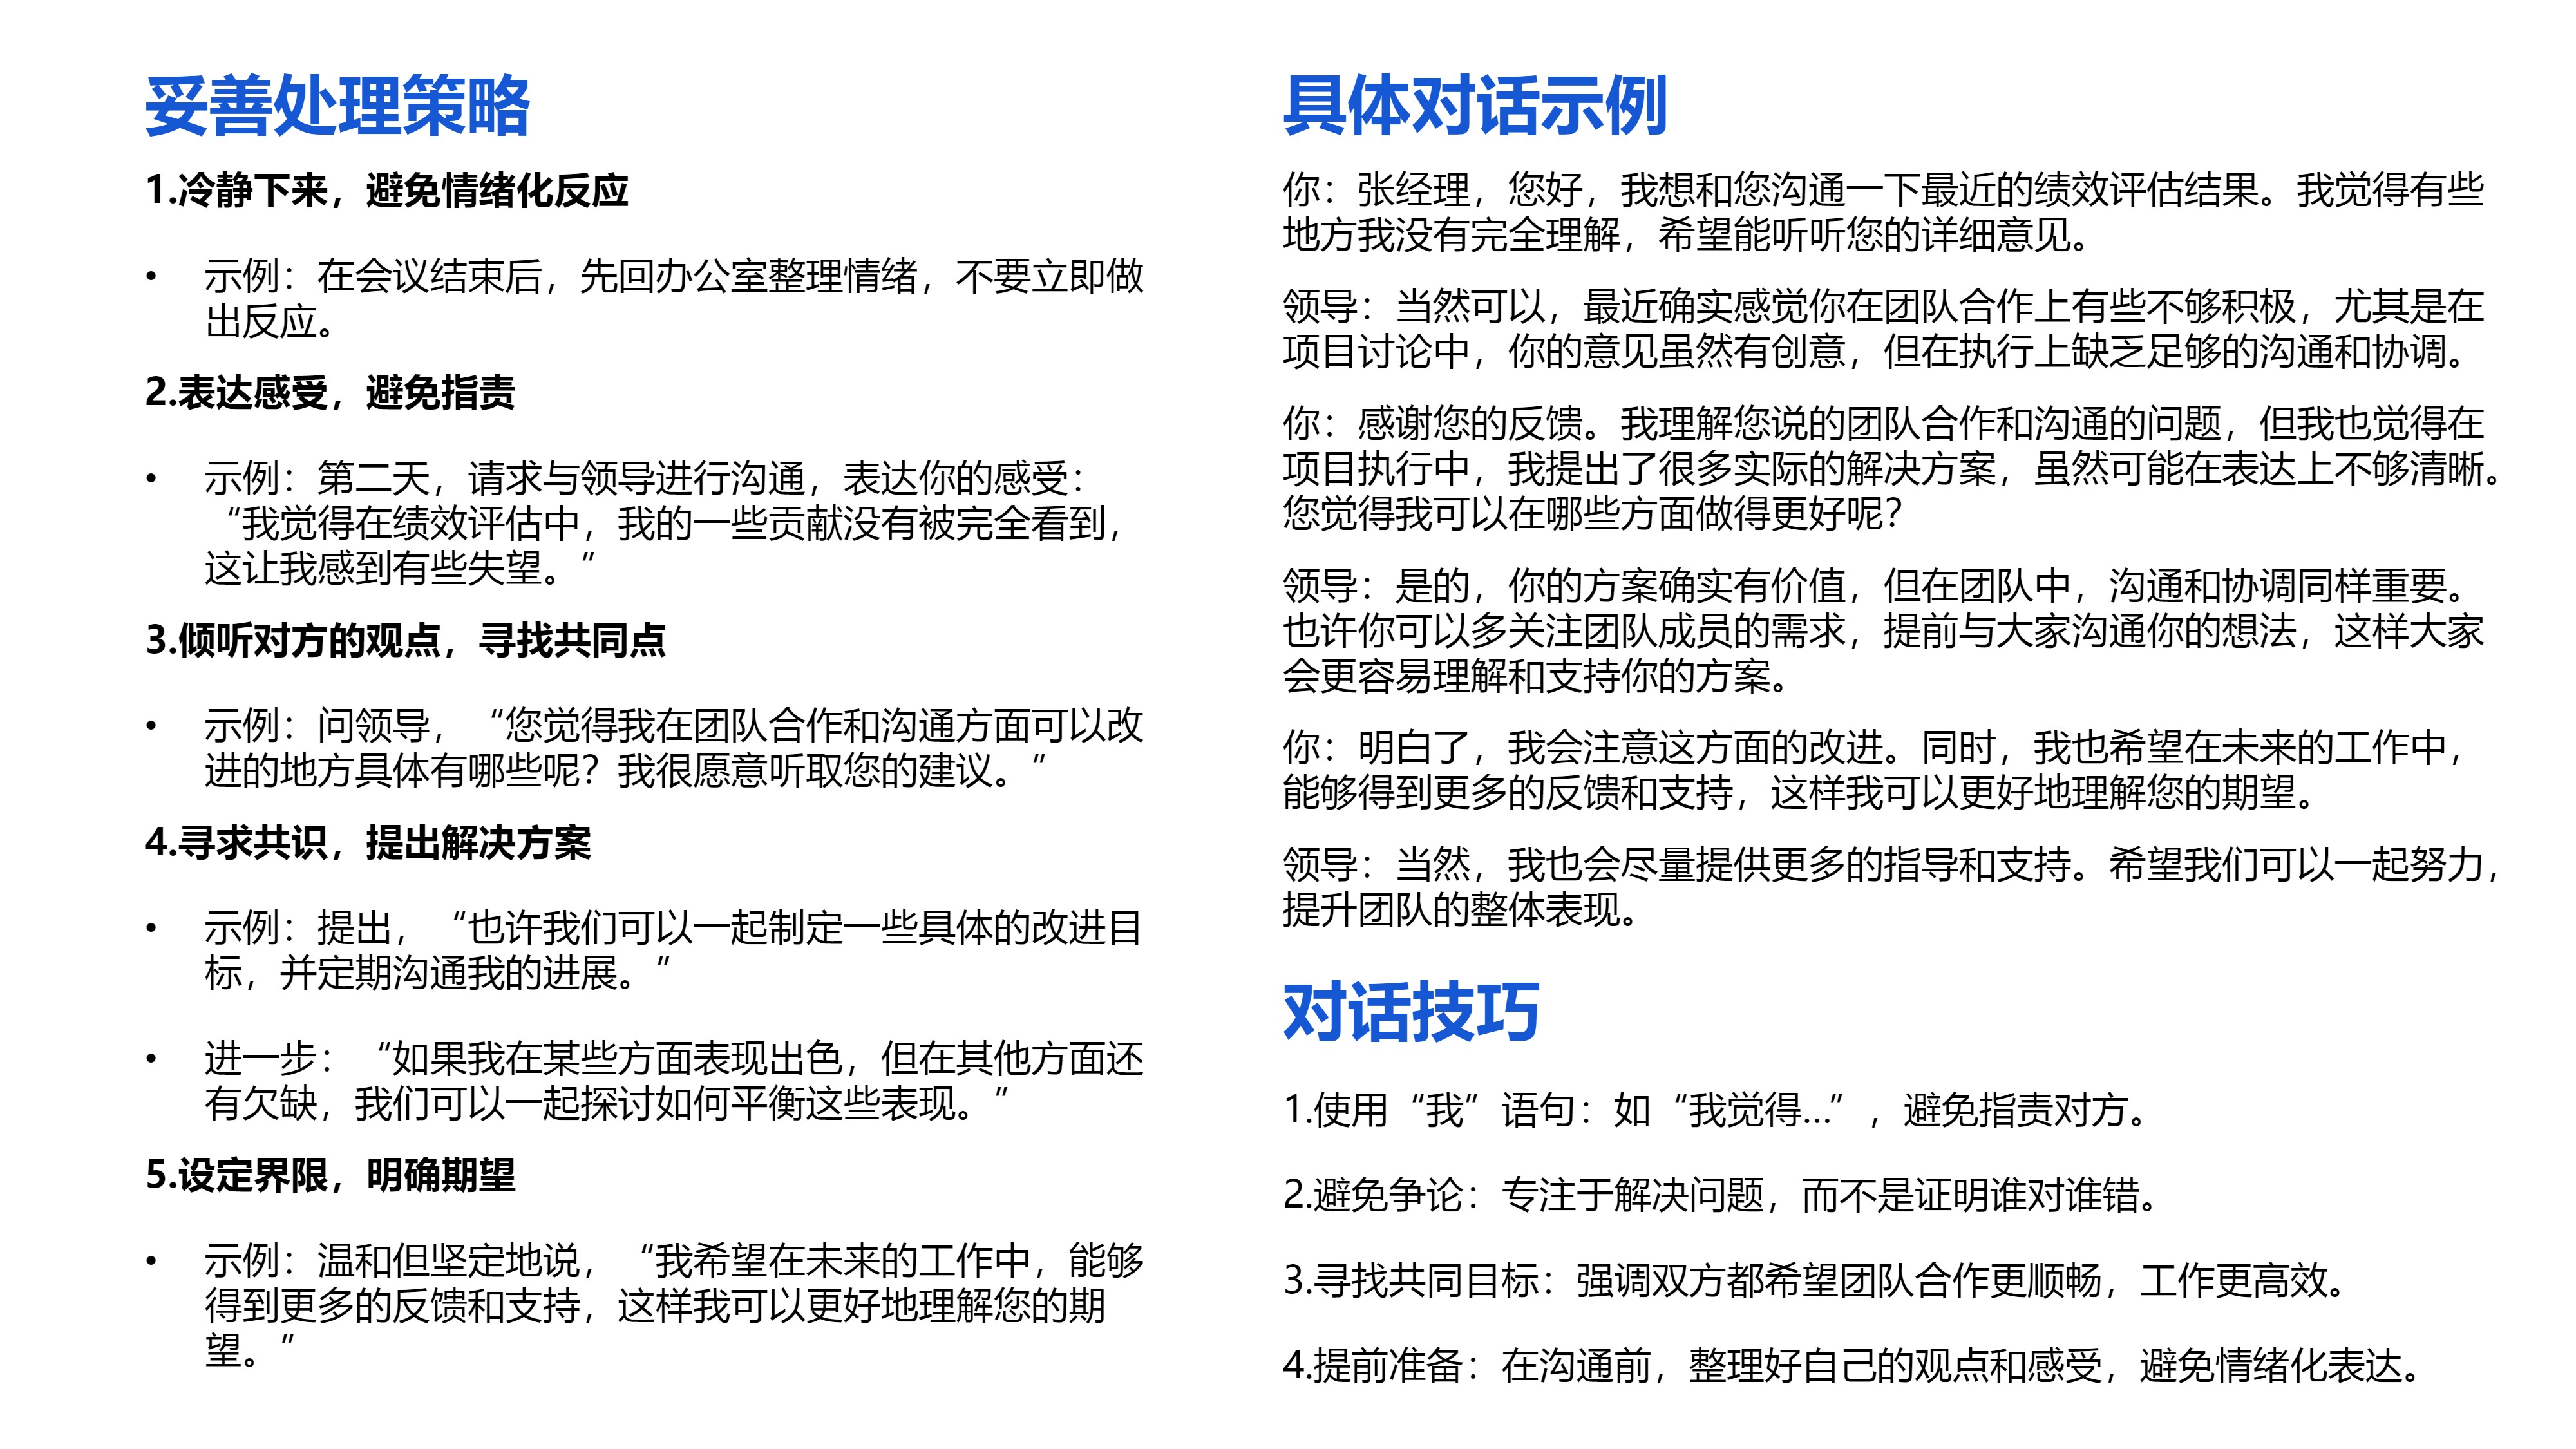 妥善处理策略
1.冷静下来，避免情绪化反应
• 示例：在会议结束后，先回办公室整理情绪，不要立即做
出反应。
2.表达感受，避免指责
• 示例：第二天，请求与领导进行沟通，表达你的感受：
“我觉得在绩效评估中，我的一些贡献没有被完全看到，
这让我感到有些失望。”
3.倾听对方的观点，寻找共同点
• 示例：问领导，“您觉得我在团队合作和沟通方面可以改
进的地方具体有哪些呢？我很愿意听取您的建议。”
4.寻求共识，提出解决方案
• 示例：提出，“也许我们可以一起制定一些具体的改进目
标，并定期沟通我的进展。”
• 进一步：“如果我在某些方面表现出色，但在其他方面还
有欠缺，我们可以一起探讨如何平衡这些表现。”
5.设定界限，明确期望
• 示例：温和但坚定地说，“我希望在未来的工作中，能够
得到更多的反馈和支持，这样我可以更好地理解您的期
望。”
具体对话示例
你：张经理，您好，我想和您沟通一下最近的绩效评估结果。我觉得有些
地方我没有完全理解，希望能听听您的详细意见。
领导：当然可以，最近确实感觉你在团队合作上有些不够积极，尤其是在
项目讨论中，你的意见虽然有创意，但在执行上缺乏足够的沟通和协调。
你：感谢您的反馈。我理解您说的团队合作和沟通的问题，但我也觉得在
项目执行中，我提出了很多实际的解决方案，虽然可能在表达上不够清晰。
您觉得我可以在哪些方面做得更好呢？
领导：是的，你的方案确实有价值，但在团队中，沟通和协调同样重要。
也许你可以多关注团队成员的需求，提前与大家沟通你的想法，这样大家
会更容易理解和支持你的方案。
你：明白了，我会注意这方面的改进。同时，我也希望在未来的工作中，
能够得到更多的反馈和支持，这样我可以更好地理解您的期望。
领导：当然，我也会尽量提供更多的指导和支持。希望我们可以一起努力，
提升团队的整体表现。
对话技巧
1.使用“我”语句：如“我觉得...”，避免指责对方。
2.避免争论：专注于解决问题，而不是证明谁对谁错。
3.寻找共同目标：强调双方都希望团队合作更顺畅，工作更高效。
4.提前准备：在沟通前，整理好自己的观点和感受，避免情绪化表达。